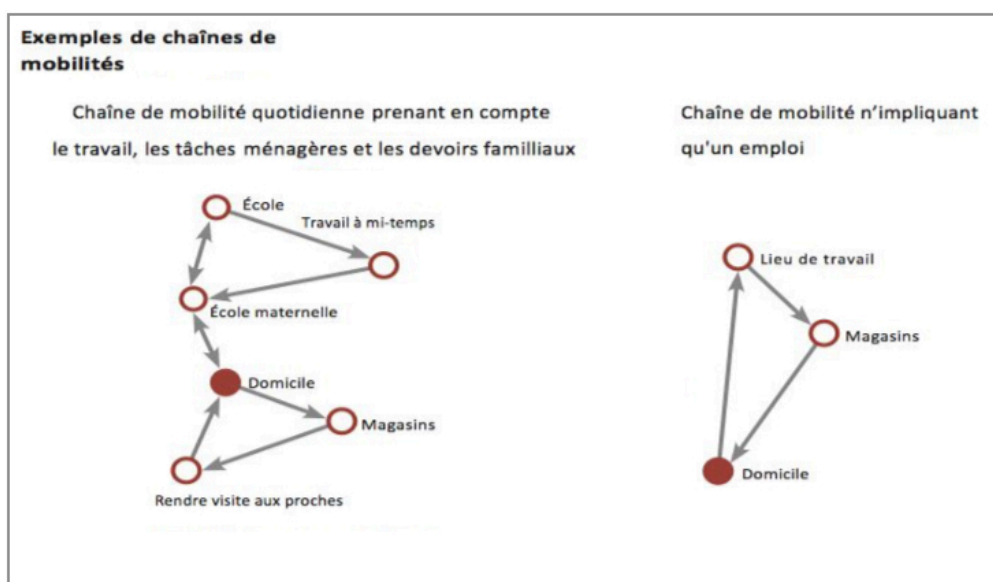 Exemples de chaînes de
mobilités
Chaîne de mobilité quotidienne prenant en compte
le travail, les tâches ménagères et les devoirs familliaux
École
Travail à mi-temps
École maternelle
Domicile
Magasins
Rendre visite aux proches
Chaîne de mobilité n'impliquant
qu'un emploi
Lieu de travail
Magasins
Domicile